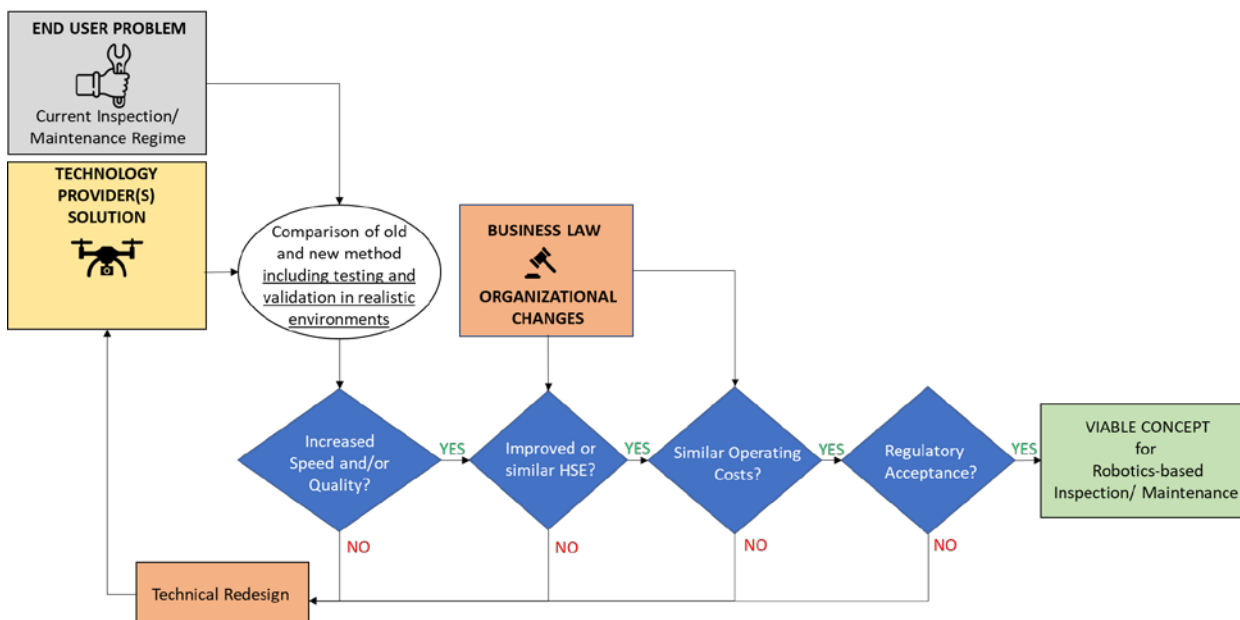 END USER PROBLEM
Current Inspection/
Maintenance Regime
TECHNOLOGY
PROVIDER(S)
SOLUTION
Comparison of old
and new method
including testing and
validation in realistic
environments
BUSINESS LAW
ORGANIZATIONAL
CHANGES
Increased
Speed and/or
Quality?
YES
Improved or
similar HSE?
YES
Similar Operating
Costs?
YES
Regulatory
Acceptance?
YES
VIABLE CONCEPT
for
Robotics-based
Inspection/ Maintenance
NO
NO
NO
NO
Technical Redesign